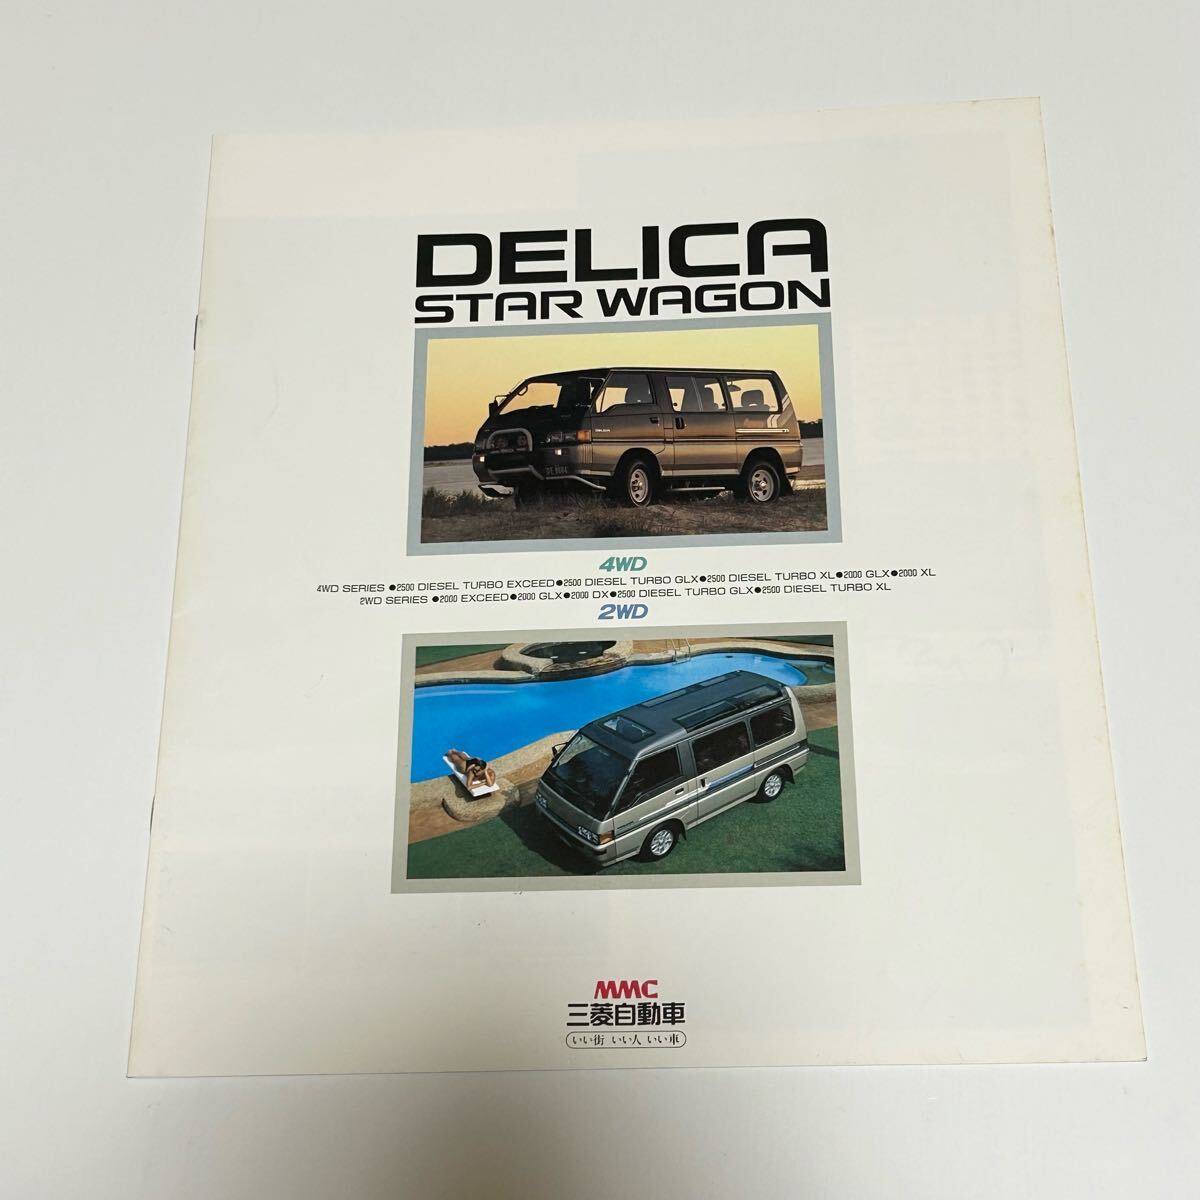 DELICA
STAR WAGON
DELICA
4WD
4WD SERIES ●2500 DIESEL TURBO EXCEED●2500 DIESEL TURBO GLX●2500 DIESEL TURBO XL●2000 GLX●2000 XL
2WD SERIES ●2000 EXCEED●2000 GLX●2000 DX●2500 DIESEL TURBO GLX●2500 DIESEL TURBO XL
2WD
MMC
三菱自動車
いい街 いい人 いい車